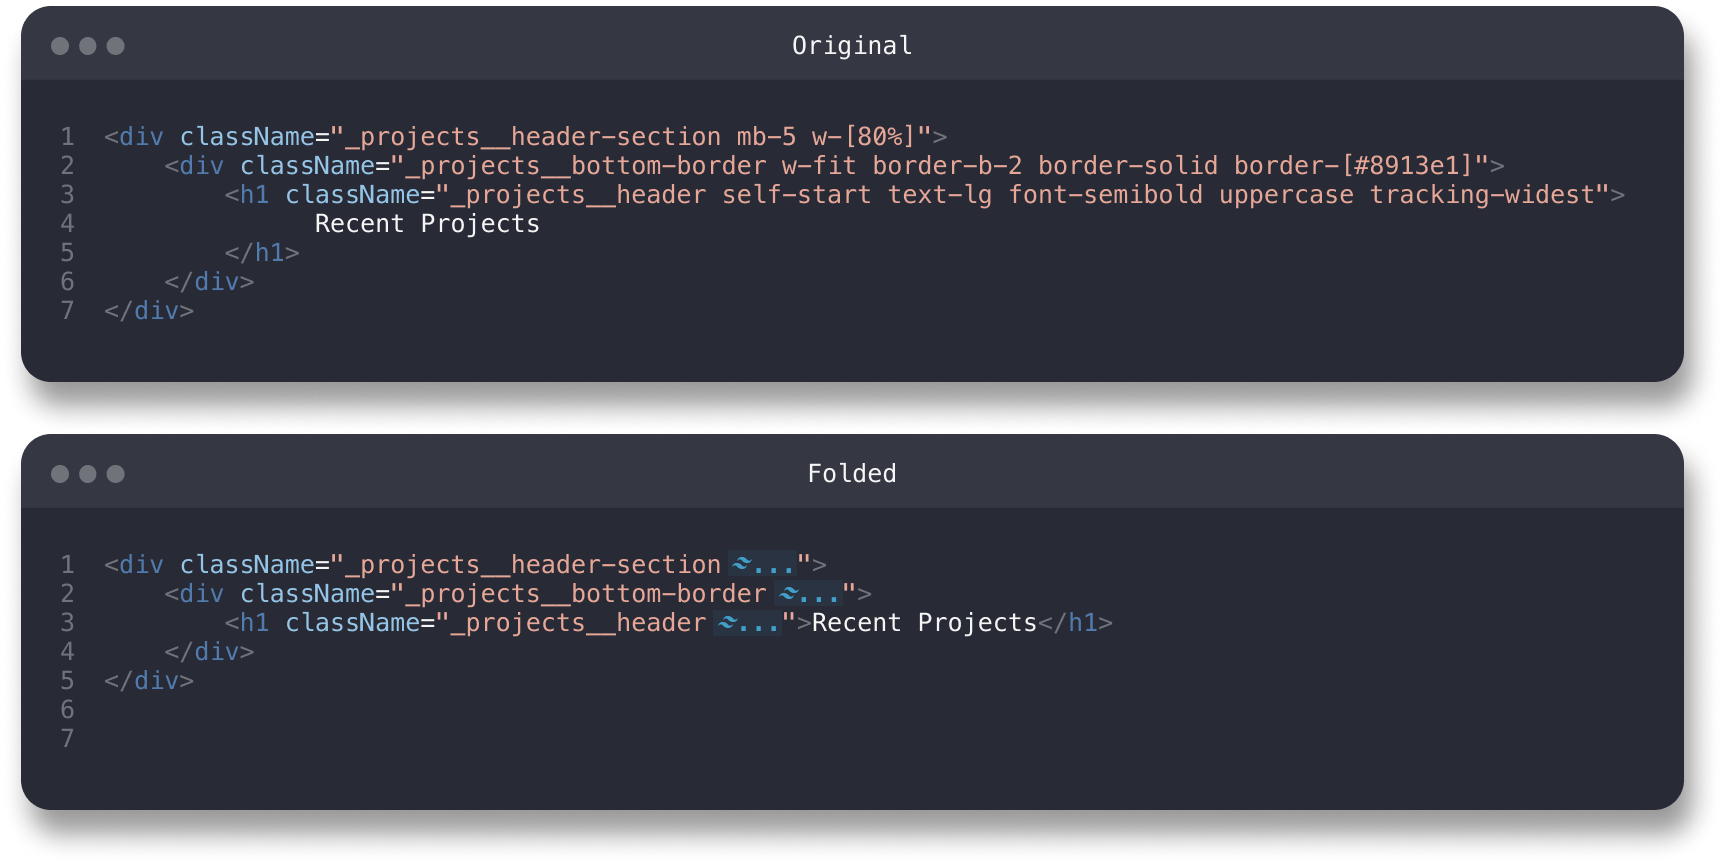 Original
1 <div className="_projects__header-section mb-5 w-[80%]">
2 <div className="_projects__bottom-border w-fit border-b-2 border-solid border-[#8913e1]">
3 <h1 className="_projects__header self-start text-lg font-semibold uppercase tracking-widest">
4 Recent Projects
5 </h1>
6 </div>
7 </div>
Folded
1 <div className="_projects__header-section ...">
2 <div className="_projects__bottom-border ...">
3 <h1 className="_projects__header ...">Recent Projects</h1>
4 </div>
5 </div>
6
7